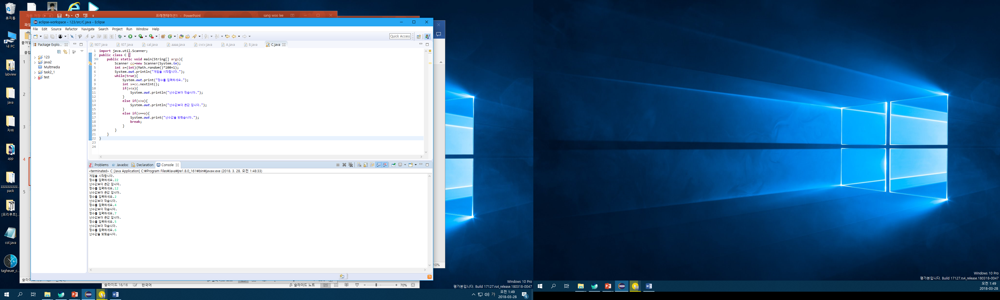 휴지통
내 PC
labview
java
자바
app
zzzzzzzzzz...
pack
[프리루트]...
col.java
tagheuer_c...
자동 저장
프레젠테이션1 - PowerPoint
sang woo lee
1
2
3
4
5
eclipse-workspace - 123/src/C.java - Eclipse
File Edit Source Refactor Navigate Search Project Run Window Help
Quick Access
Package Explo...
123
java2
Multmedia
task2_1
test
tt07.java t07.java cal.java aaaa.java cvcv.java A.java B.java C.java
1 import java.util.Scanner;
2 public class C {
3 public static void main(String[] args){
4 Scanner cc=new Scanner(System.in);
5 int a=(int)(Math.random()*100+1);
6 System.out.println("게임을 시작합니다.");
7 while(true){
8 System.out.print("정수를 입력하세요.");
9 int x=cc.nextInt();
10 if(x<a){
11 System.out.println("난수값보다 작습니다.");
12 }
13 else if(x>a){
14 System.out.println("난수값보다 큰값 입니다.");
15 }
16 else if(x==a){
17 System.out.print("난수값을 맞췄습니다.");
18 break;
19 }
20 }
21 }
22 }
23
24
Problems Javadoc Declaration Console
<terminated> C [Java Application] C:₩Program Files₩Java₩jre1.8.0_161₩bin₩javaw.exe (2018. 3. 28. 오전 1:48:33)
게임을 시작합니다.
정수를 입력하세요.22
난수값보다 큰값 입니다.
정수를 입력하세요.12
난수값보다 큰값 입니다.
정수를 입력하세요.2
난수값보다 작습니다.
정수를 입력하세요.4
난수값보다 작습니다.
정수를 입력하세요.7
난수값보다 큰값 입니다.
정수를 입력하세요.5
난수값보다 작습니다.
정수를 입력하세요.6
난수값을 맞췄습니다.
10%
슬라이드 16/16 한국어 슬라이드 노트 70%
Windows 10 Pro
평가본입니다. Build 17127.rs4_release.180318-0047
가
오전 1:49
2018-03-28
6
Windows 10 Pro
평가본입니다. Build 17127.rs4_release.180318-0047
오전 1:49
2018-03-28